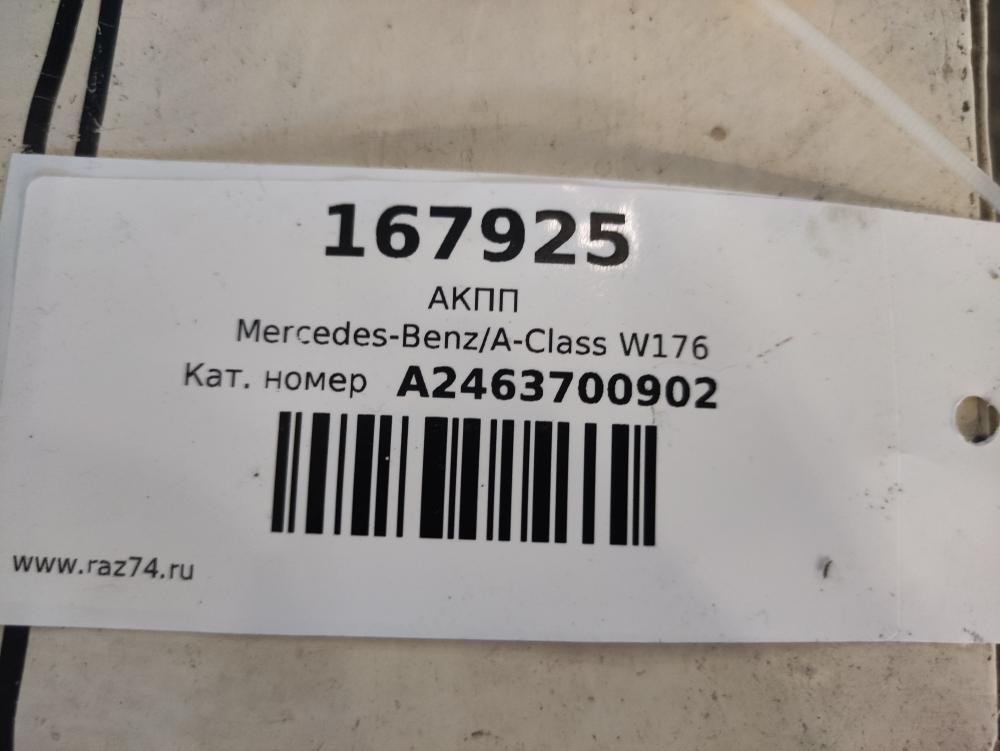 167925
АКПП
Mercedes-Benz/A-Class W176
Кат. номер A2463700902
www.raz74.ru